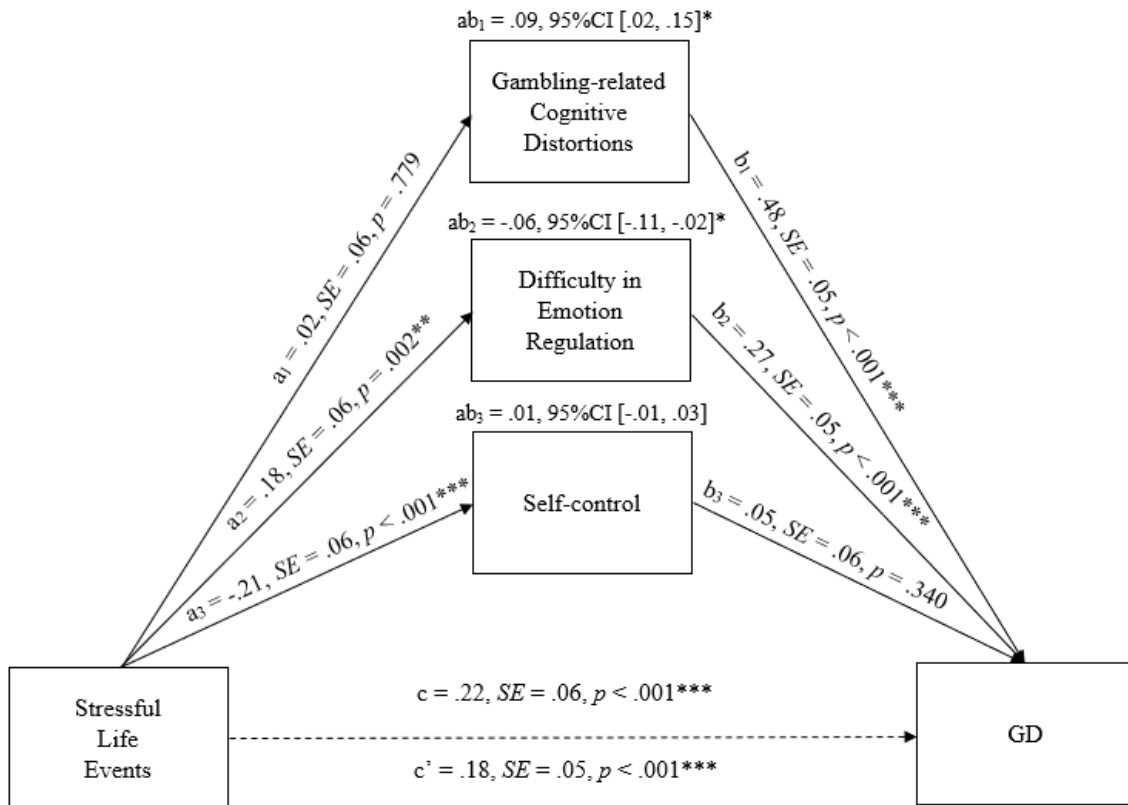 ab₁ = .09, 95%CI [.02, .15]*
Gambling-related
Cognitive
Distortions
a₁ = .02, SE = .06, p = .779
b₁ = .48, SE = .05, p < .001***
ab₂ = -.06, 95%CI [-.11, -.02]*
Difficulty in
Emotion
Regulation
a₂ = .18, SE = .06, p = .002**
b₂ = .27, SE = .05, p < .001***
ab₃ = .01, 95%CI [-.01, .03]
Self-control
a₃ = -.21, SE = .06, p < .001***
b₃ = .05, SE = .06, p = .340
Stressful
Life
Events
c = .22, SE = .06, p < .001***
c’ = .18, SE = .05, p < .001***
GD